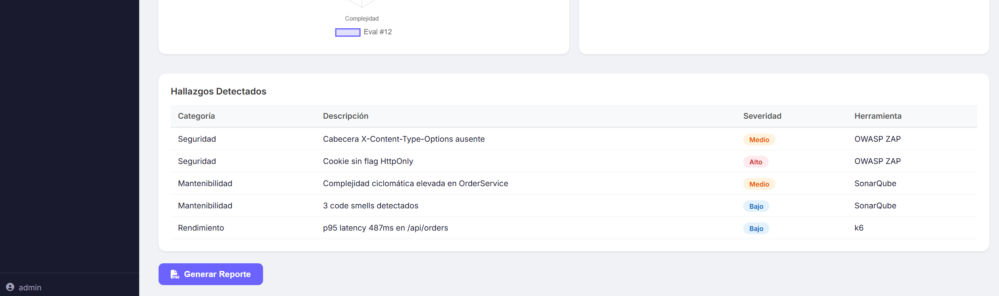 Complejidad
Eval #12
Hallazgos Detectados
Categoría Descripción Severidad Herramienta
Seguridad Cabecera X-Content-Type-Options ausente Medio OWASP ZAP
Seguridad Cookie sin flag HttpOnly Alto OWASP ZAP
Mantenibilidad Complejidad ciclomática elevada en OrderService Medio SonarQube
Mantenibilidad 3 code smells detectados Bajo SonarQube
Rendimiento p95 latency 487ms en /api/orders Bajo k6
PNG Generar Reporte
admin